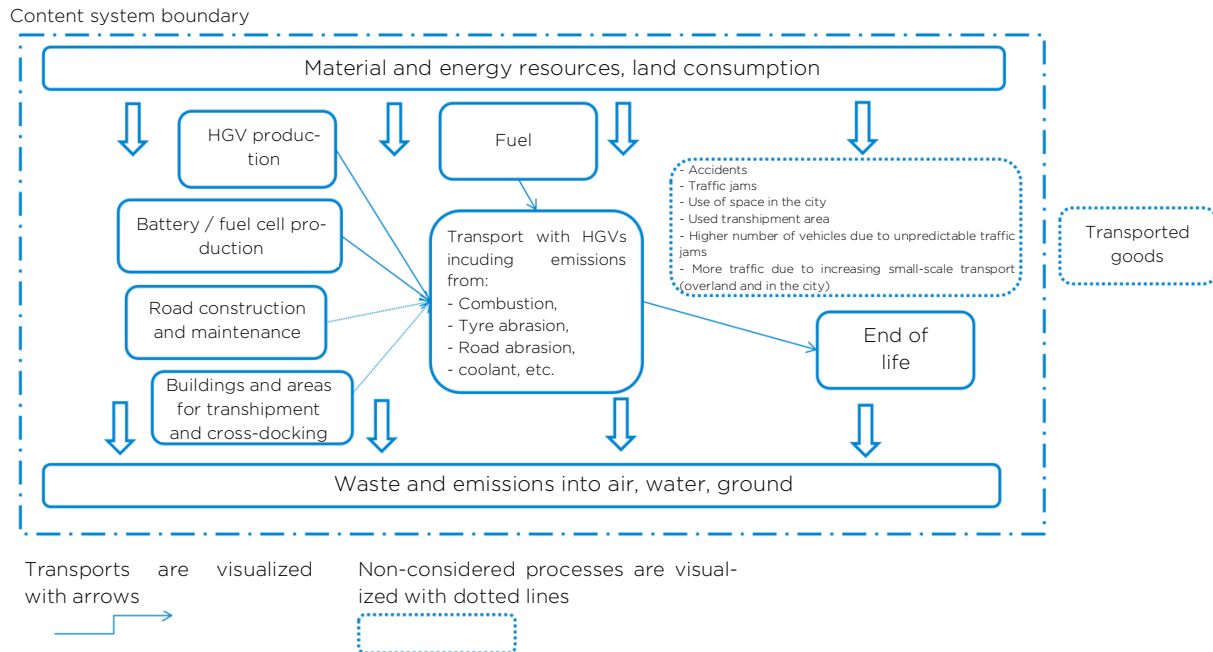 Content system boundary
Material and energy resources, land consumption
HGV produc-
tion
Fuel
Battery / fuel cell pro-
duction
Road construction
and maintenance
Buildings and areas
for transhipment
and cross-docking
Transport with HGVs
incuding emissions
from:
- Combustion,
- Tyre abrasion,
- Road abrasion,
- coolant, etc.
- Accidents
- Traffic jams
- Use of space in the city
- Used transhipment area
- Higher number of vehicles due to unpredictable traffic
jams
- More traffic due to increasing small-scale transport
(overland and in the city)
Transported
goods
End of
life
Waste and emissions into air, water, ground
Transports are visualized
with arrows
Non-considered processes are visual-
ized with dotted lines